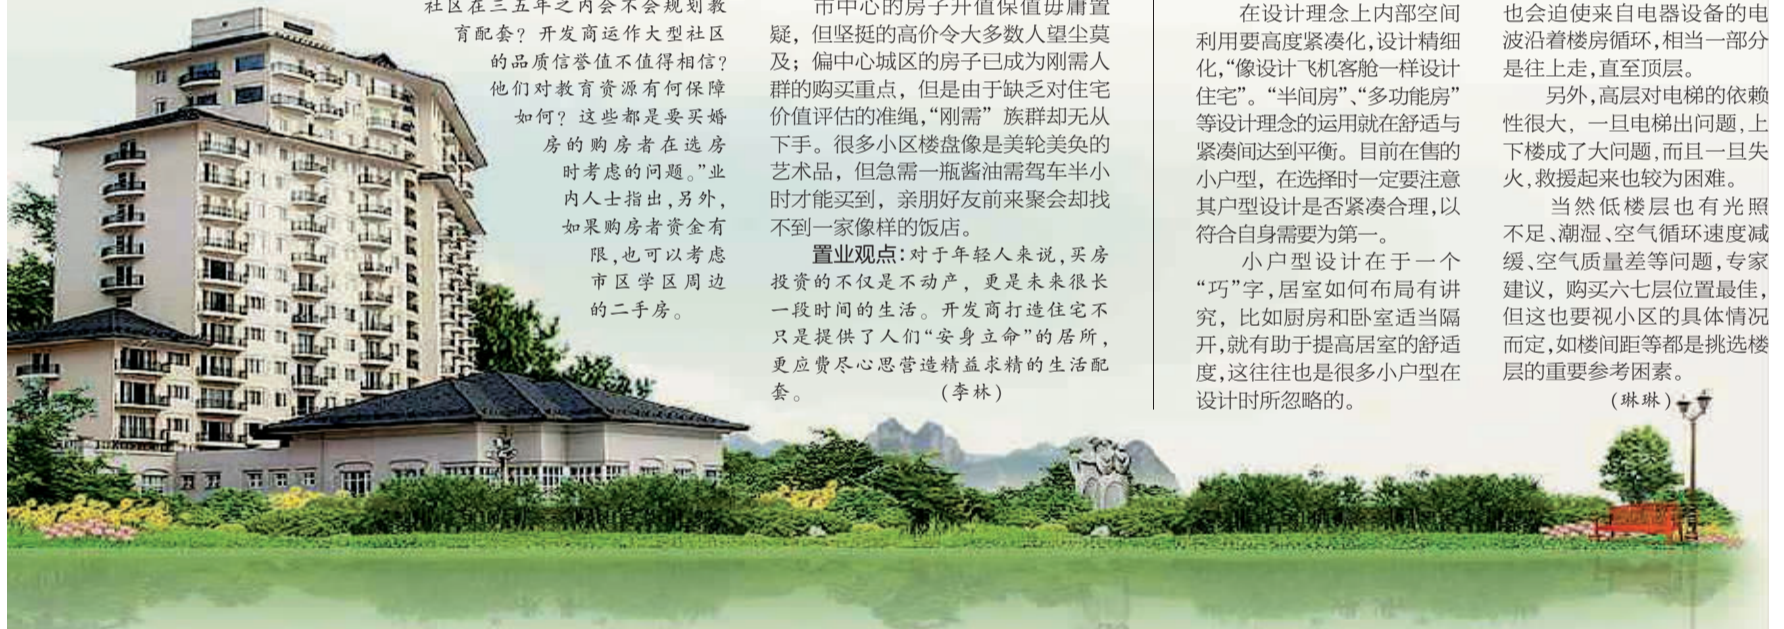 社区在三五年之内会不会规划教
育配套？开发商运作大型社区
的品质信誉值不值得相信？
他们对教育资源有何保障
如何？这些都是要买婚
房的购房者在选房
时考虑的问题。”业
内人士指出，另外，
如果购房者资金有
限，也可以考虑
市区学区周边
的二手房。
市中心的房子升值保值毋庸置
疑，但坚挺的高价令大多数人望尘莫
及；偏中心城区的房子已成为刚需人
群的购买重点，但是由于缺乏对住宅
价值评估的准绳，“刚需”族群却无从
下手。很多小区楼盘像是美轮美奂的
艺术品，但急需一瓶酱油需驾车半小
时才能买到，亲朋好友前来聚会却找
不到一家像样的饭店。
置业观点：对于年轻人来说，买房
投资的不仅是不动产，更是未来很长
一段时间的生活。开发商打造住宅不
只是提供了人们“安身立命”的居所，
更应费尽心思营造精益求精的生活配
套。 （李林）
在设计理念上内部空间
利用要高度紧凑化，设计精细
化，“像设计飞机客舱一样设计
住宅”。“半间房”、“多功能房”
等设计理念的运用就在舒适与
紧凑间达到平衡。目前在售的
小户型，在选择时一定要注意
其户型设计是否紧凑合理，以
符合自身需要为第一。
小户型设计在于一个
“巧”字，居室如何布局有讲
究，比如厨房和卧室适当隔
开，就有助于提高居室的舒适
度，这往往也是很多小户型在
设计时所忽略的。
也会迫使来自电器设备的电
波沿着楼房循环，相当一部分
是往上走，直至顶层。
另外，高层对电梯的依赖
性很大，一旦电梯出问题，上
下楼成了大问题，而且一旦失
火，救援起来也较为困难。
当然低楼层也有光照
不足、潮湿、空气循环速度减
缓、空气质量差等问题，专家
建议，购买六七层位置最佳，
但这也要视小区的具体情况
而定，如楼间距等都是挑选楼
层的重要参考因素。
（琳琳）